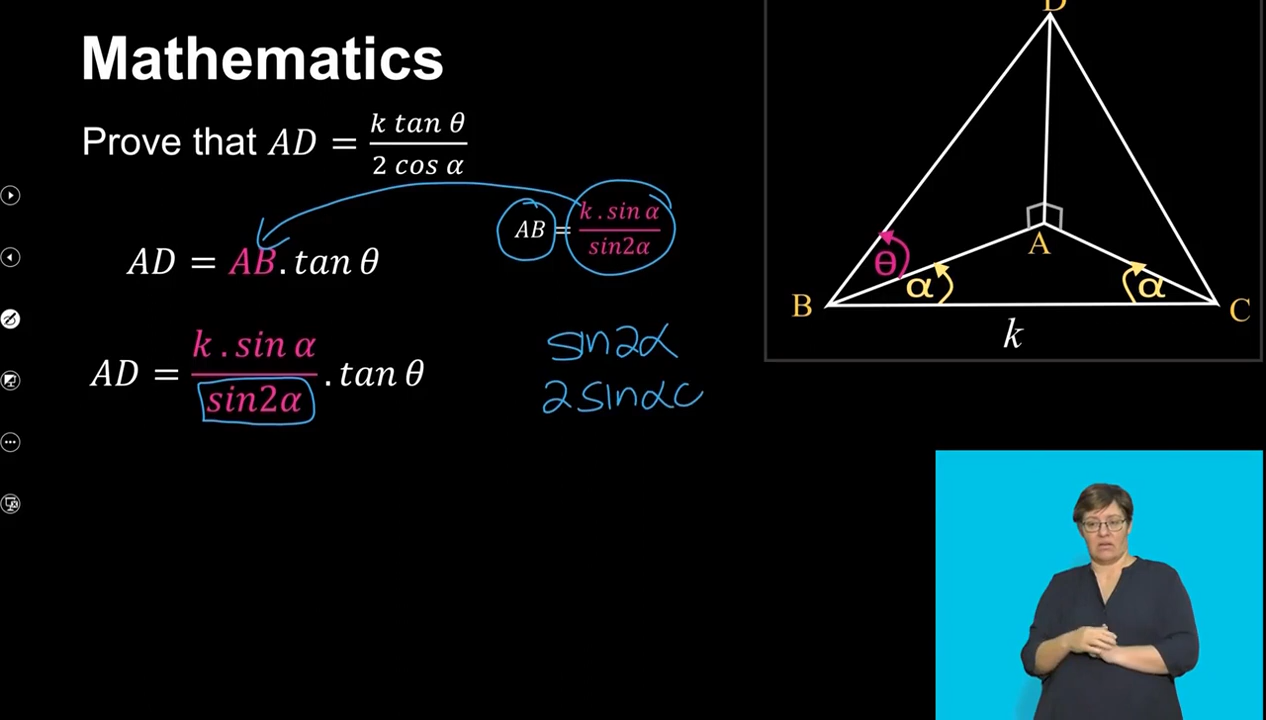 Mathematics
Prove that AD = k tan θ / 2 cos α
AB = k . sin α / sin2α
AD = AB . tan θ
AD = k . sin α / sin2α . tan θ
sin2α
2sinαc
D
A
θ
α
α
B
C
k